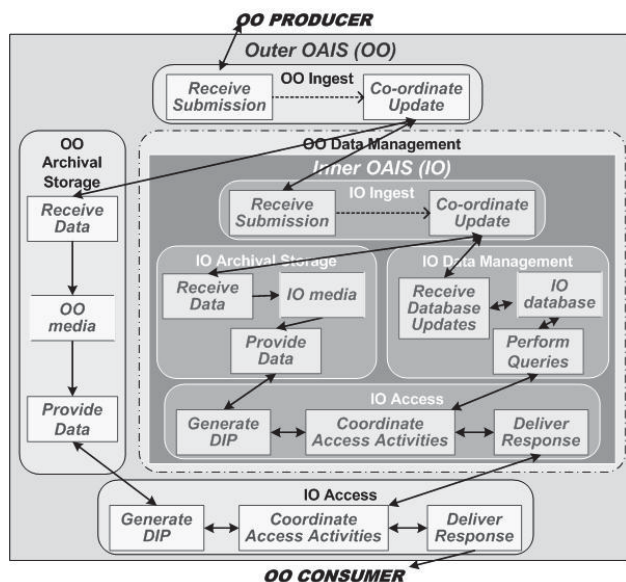 OO PRODUCER
Outer OAIS (OO)
OO Ingest
Receive
Submission
Co-ordinate
Update
OO
Archival
Storage
Receive
Data
OO
media
Provide
Data
OO Data Management
Inner OAIS (IO)
IO Ingest
Receive
Submission
Co-ordinate
Update
IO Archival Storage
Receive
Data
IO media
Provide
Data
IO Data Management
Receive
Database
Updates
IO
database
Perform
Queries
IO Access
Generate
DIP
Coordinate
Access Activities
Deliver
Response
IO Access
Generate
DIP
Coordinate
Access Activities
Deliver
Response
OO CONSUMER